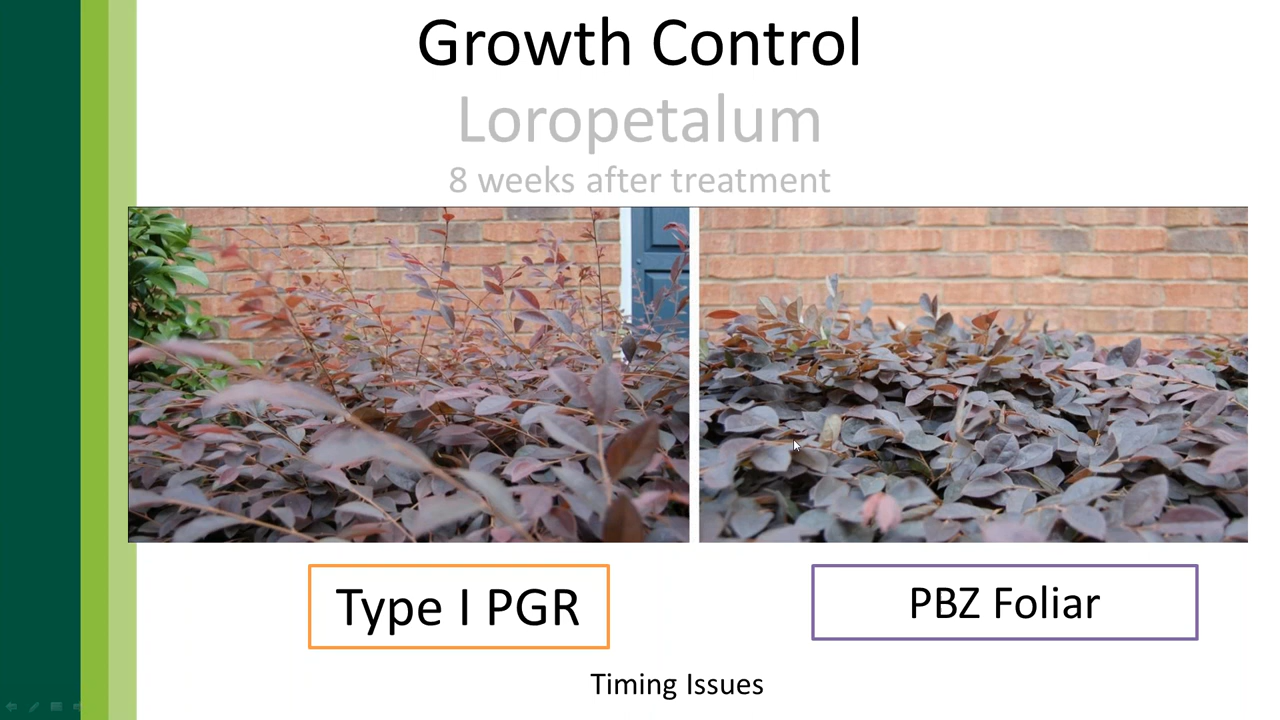 Growth Control
Loropetalum
8 weeks after treatment
Type I PGR
PBZ Foliar
Timing Issues